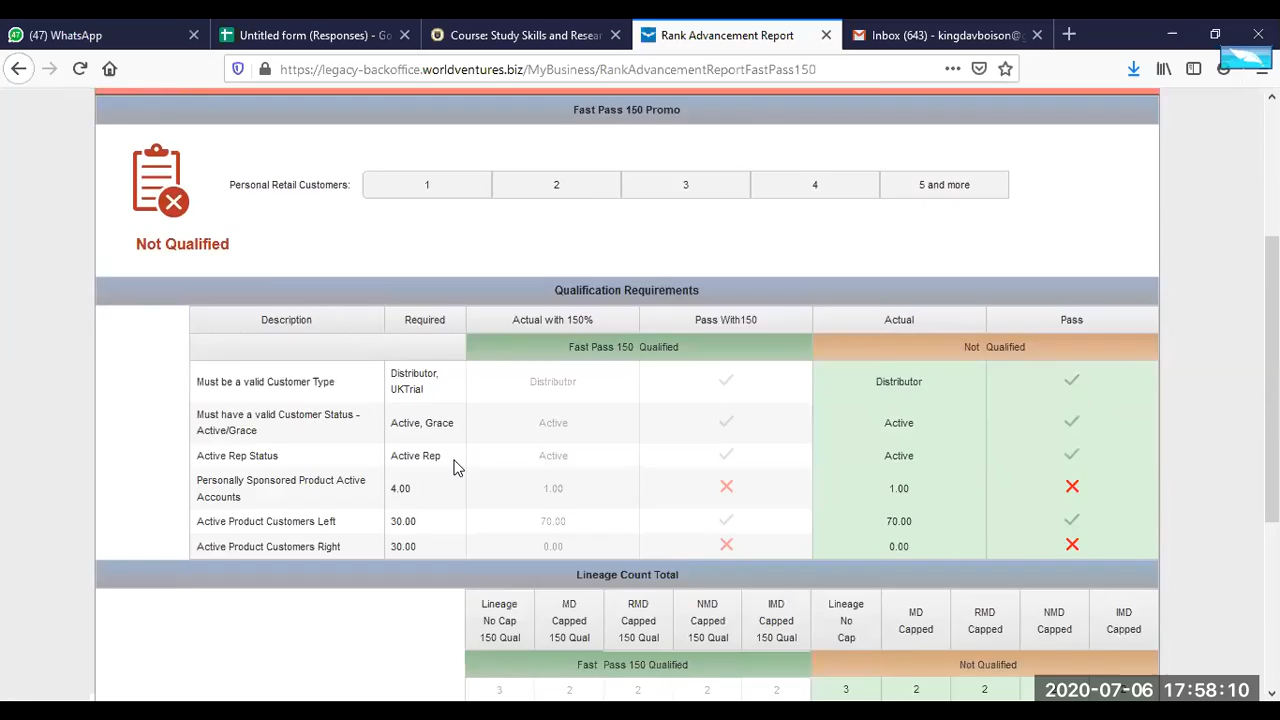 (47) WhatsApp
Untitled form (Responses) - Go
Course: Study Skills and Resear
Rank Advancement Report
Inbox (643) - kingdavboison@g
https://legacy-backoffice.worldventures.biz/MyBusiness/RankAdvancementReportFastPass150
Fast Pass 150 Promo
Personal Retail Customers: 1 2 3 4 5 and more
Not Qualified
Qualification Requirements
Description Required Actual with 150% Pass With150 Actual Pass
Fast Pass 150 Qualified Not Qualified
Must be a valid Customer Type Distributor, UKTrial Distributor Distributor
Must have a valid Customer Status - Active/Grace Active, Grace Active Active
Active Rep Status Active Rep Active Active
Personally Sponsored Product Active Accounts 4.00 1.00 1.00
Active Product Customers Left 30.00 70.00 70.00
Active Product Customers Right 30.00 0.00 0.00
Lineage Count Total
Lineage No Cap 150 Qual MD Capped 150 Qual RMD Capped 150 Qual NMD Capped 150 Qual IMD Capped 150 Qual Lineage No Cap MD Capped RMD Capped NMD Capped IMD Capped
Fast Pass 150 Qualified Not Qualified
3 2 2 2 2 3 2 2
2020-07-06 17:58:10